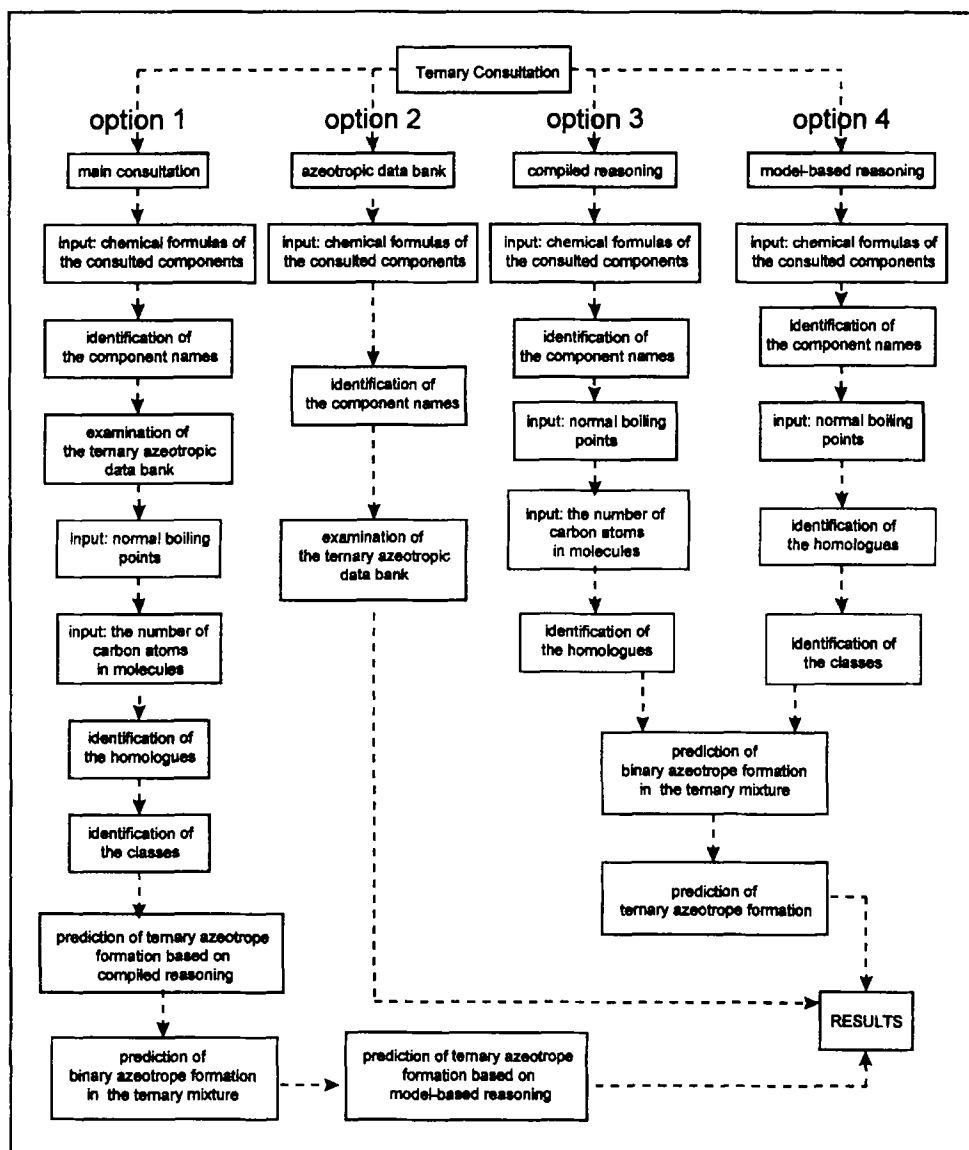 Ternary Consultation
option 1
option 2
option 3
option 4
main consultation
azeotropic data bank
compiled reasoning
model-based reasoning
input: chemical formulas of
the consulted components
input: chemical formulas of
the consulted components
input: chemical formulas of
the consulted components
input: chemical formulas of
the consulted components
identification of
the component names
identification of
the component names
identification of
the component names
identification of
the component names
examination of
the ternary azeotropic
data bank
input: normal boiling
points
input: normal boiling
points
input: normal boiling
points
input: the number of
carbon atoms
in molecules
identification of
the homologues
examination of
the ternary azeotropic
data bank
input: the number of
carbon atoms
in molecules
identification of
the homologues
identification of
the classes
identification of
the homologues
identification of
the classes
prediction of
binary azeotrope formation
in the ternary mixture
prediction of
ternary azeotrope formation
prediction of ternary azeotrope
formation based on
compiled reasoning
RESULTS
prediction of
binary azeotrope formation
in the ternary mixture
prediction of ternary azeotrope
formation based on
model-based reasoning